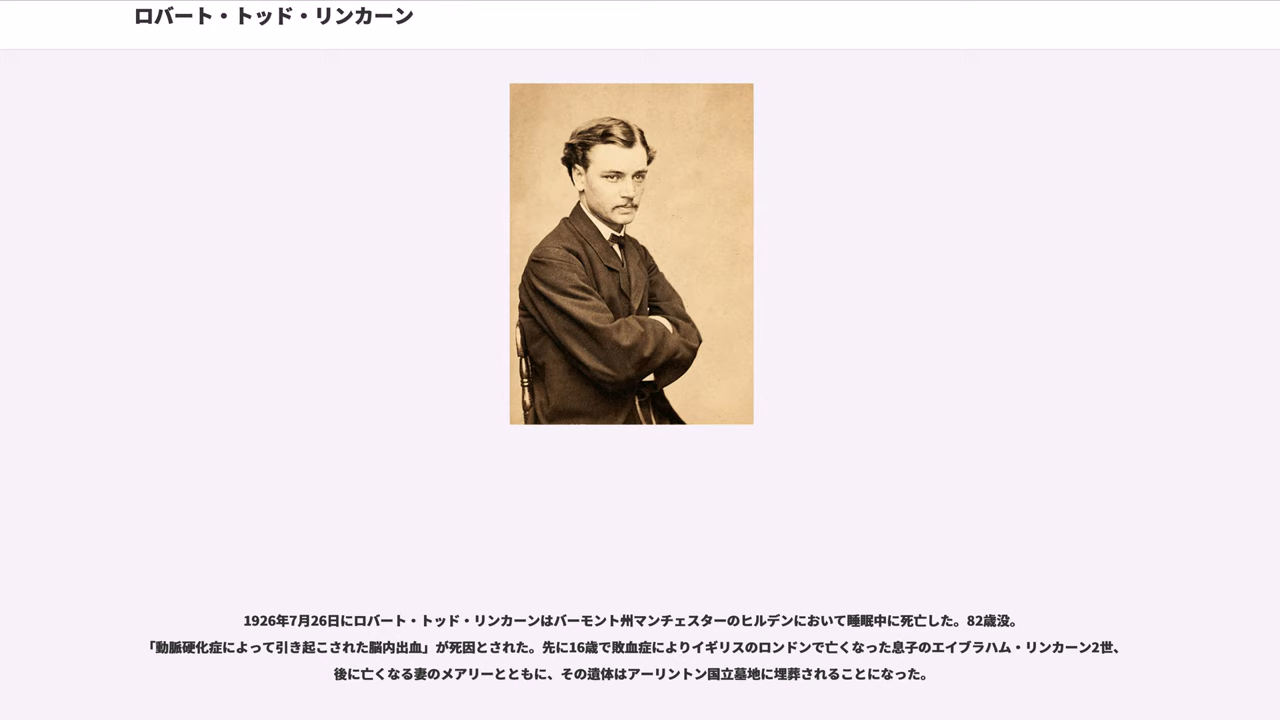 ロバート・トッド・リンカーン
1926年7月26日にロバート・トッド・リンカーンはバーモント州マンチェスターのヒルデンにおいて睡眠中に死亡した。82歳没。
「動脈硬化症によって引き起こされた脳内出血」が死因とされた。先に16歳で敗血症によりイギリスのロンドンで亡くなった息子のエイブラハム・リンカーン2世、
後に亡くなる妻のメアリーとともに、その遺体はアーリントン国立墓地に埋葬されることになった。